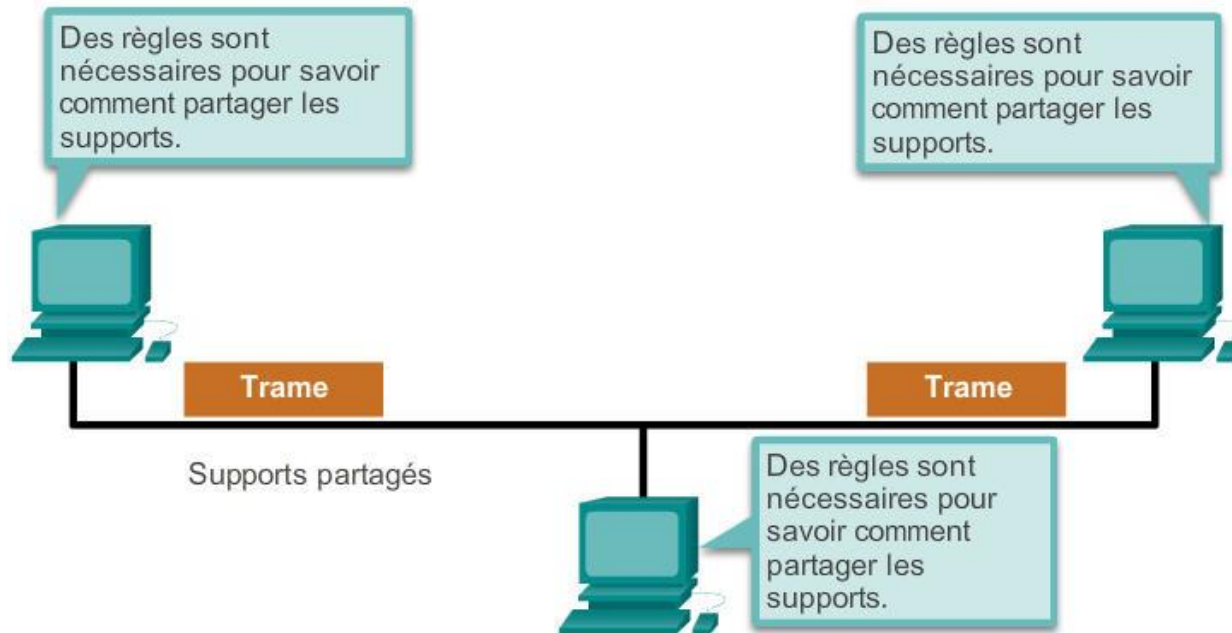 Des règles sont
nécessaires pour savoir
comment partager les
supports.
Des règles sont
nécessaires pour savoir
comment partager les
supports.
Trame
Trame
Supports partagés
Des règles sont
nécessaires pour
savoir comment
partager les
supports.